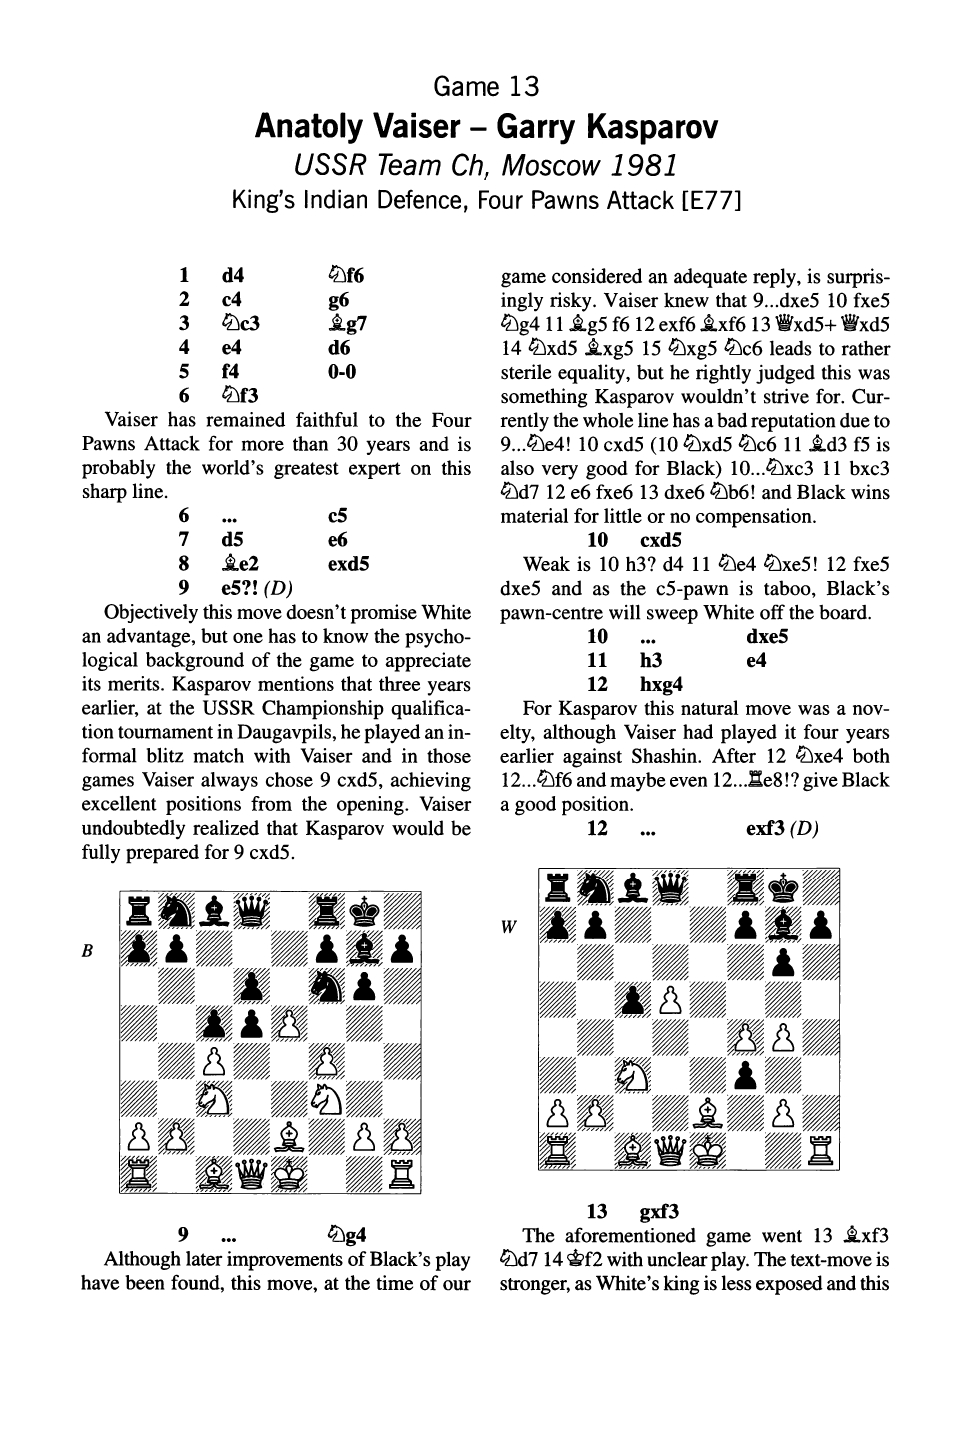 Game 13
Anatoly Vaiser – Garry Kasparov
USSR Team Ch, Moscow 1981
King's Indian Defence, Four Pawns Attack [E77]
1 d4 ♘f6
2 c4 g6
3 ♘c3 ♗g7
4 e4 d6
5 f4 0-0
6 ♘f3
Vaiser has remained faithful to the Four
Pawns Attack for more than 30 years and is
probably the world's greatest expert on this
sharp line.
6 ... c5
7 d5 e6
8 ♗e2 exd5
9 e5?! (D)
Objectively this move doesn't promise White
an advantage, but one has to know the psycho-
logical background of the game to appreciate
its merits. Kasparov mentions that three years
earlier, at the USSR Championship qualifica-
tion tournament in Daugavpils, he played an in-
formal blitz match with Vaiser and in those
games Vaiser always chose 9 cxd5, achieving
excellent positions from the opening. Vaiser
undoubtedly realized that Kasparov would be
fully prepared for 9 cxd5.
B
9 ... ♘g4
Although later improvements of Black's play
have been found, this move, at the time of our
game considered an adequate reply, is surpris-
ingly risky. Vaiser knew that 9...dxe5 10 fxe5
♘g4 11 ♗g5 f6 12 exf6 ♗xf6 13 ♕xd5+ ♕xd5
14 ♘xd5 ♗xg5 15 ♘xg5 ♘c6 leads to rather
sterile equality, but he rightly judged this was
something Kasparov wouldn't strive for. Cur-
rently the whole line has a bad reputation due to
9...♘e4! 10 cxd5 (10 ♘xd5 ♘c6 11 ♗d3 f5 is
also very good for Black) 10...♘xc3 11 bxc3
♘d7 12 e6 fxe6 13 dxe6 ♘b6! and Black wins
material for little or no compensation.
10 cxd5
Weak is 10 h3? d4 11 ♘e4 ♘xe5! 12 fxe5
dxe5 and as the c5-pawn is taboo, Black's
pawn-centre will sweep White off the board.
10 ... dxe5
11 h3 e4
12 hxg4
For Kasparov this natural move was a nov-
elty, although Vaiser had played it four years
earlier against Shashin. After 12 ♘xe4 both
12...♘f6 and maybe even 12...♖e8!? give Black
a good position.
12 ... exf3 (D)
W
13 gxf3
The aforementioned game went 13 ♗xf3
♘d7 14 ♔f2 with unclear play. The text-move is
stronger, as White's king is less exposed and this